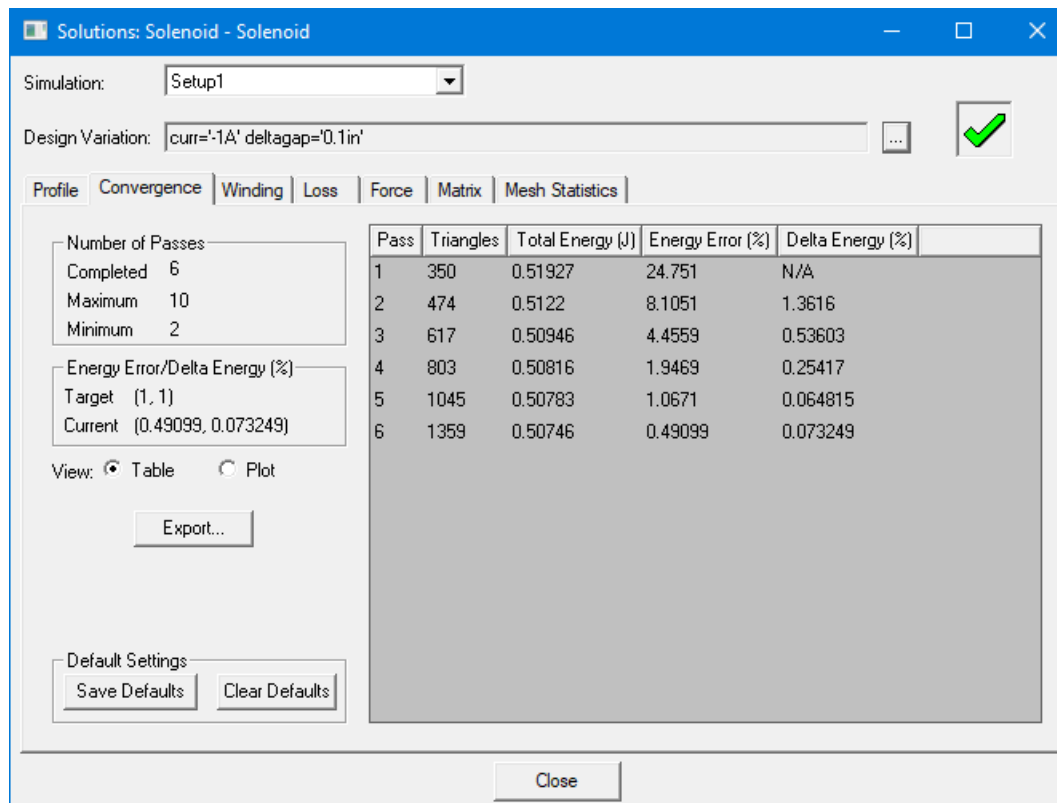 Solutions: Solenoid - Solenoid
Simulation: Setup1
Design Variation: curr='-1A' deltagap='0.1in' ...
Profile Convergence Winding Loss Force Matrix Mesh Statistics
Number of Passes
Completed 6
Maximum 10
Minimum 2
Energy Error/Delta Energy (%)
Target (1, 1)
Current (0.49099, 0.073249)
View: Table Plot
Export...
Default Settings
Save Defaults Clear Defaults
Pass Triangles Total Energy (J) Energy Error (%) Delta Energy (%)
1 350 0.51927 24.751 N/A
2 474 0.5122 8.1051 1.3616
3 617 0.50946 4.4559 0.53603
4 803 0.50816 1.9469 0.25417
5 1045 0.50783 1.0671 0.064815
6 1359 0.50746 0.49099 0.073249
Close